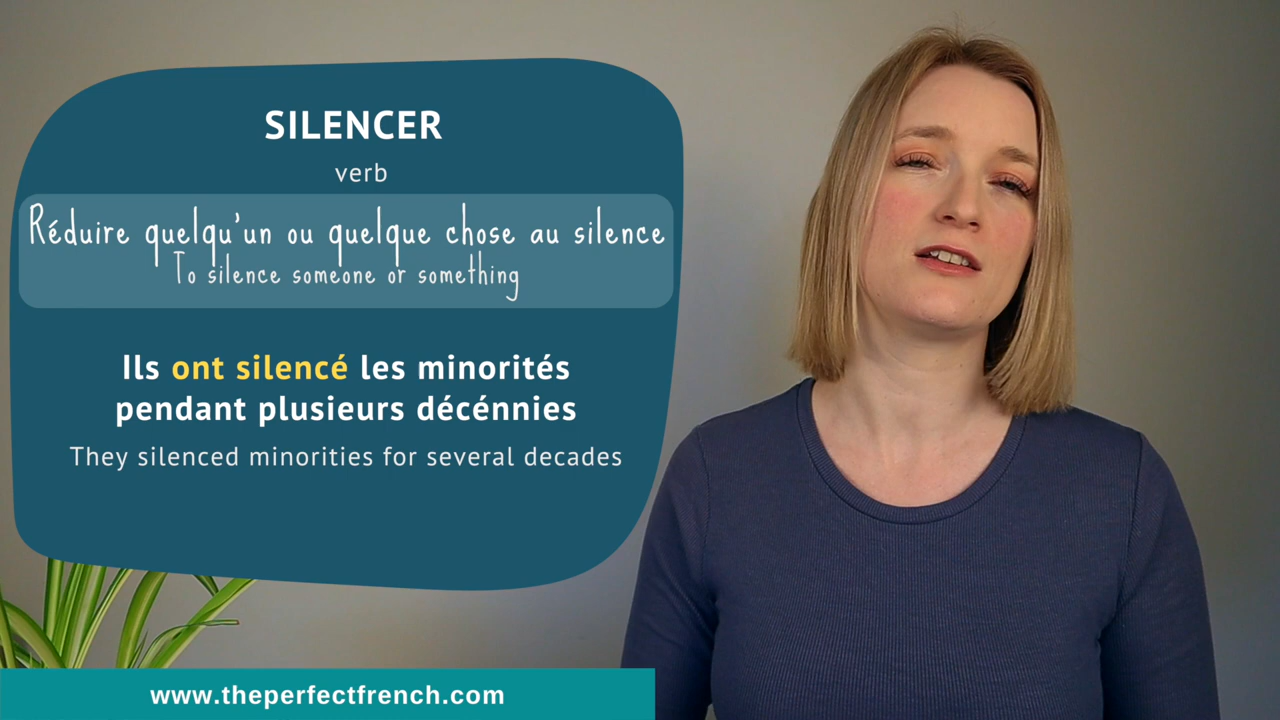 SILENCER
verb
Réduire quelqu'un ou quelque chose au silence
To silence someone or something
Ils ont silencé les minorités
pendant plusieurs décénnies
They silenced minorities for several decades
www.theperfectfrench.com